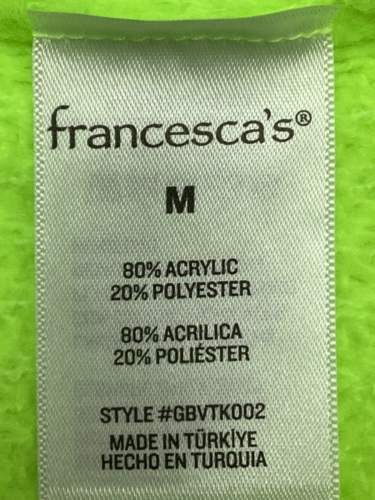 francesca's®
M
80% ACRYLIC
20% POLYESTER
80% ACRILICA
20% POLIÉSTER
STYLE #GBVTK002
MADE IN TÜRKİYE
HECHO EN TURQUIA